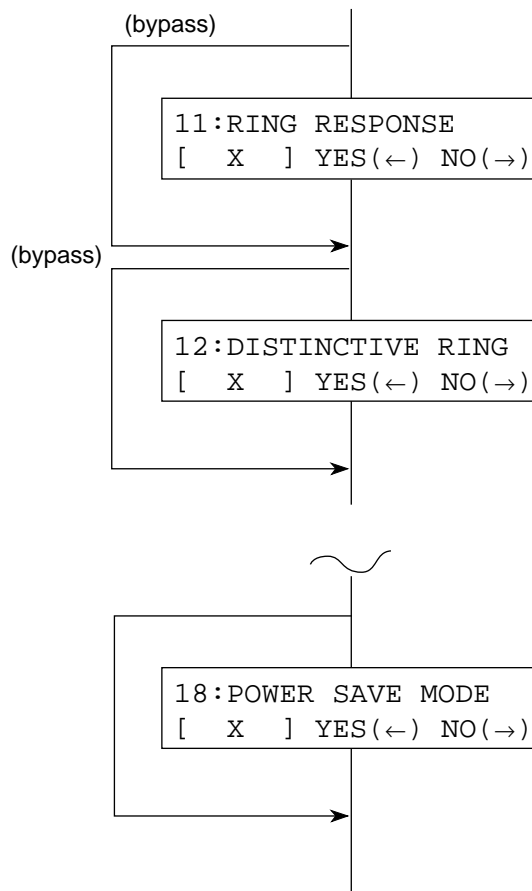 (bypass)
11:RING RESPONSE
[ X ] YES(←) NO(→)
(bypass)
12:DISTINCTIVE RING
[ X ] YES(←) NO(→)
18:POWER SAVE MODE
[ X ] YES(←) NO(→)